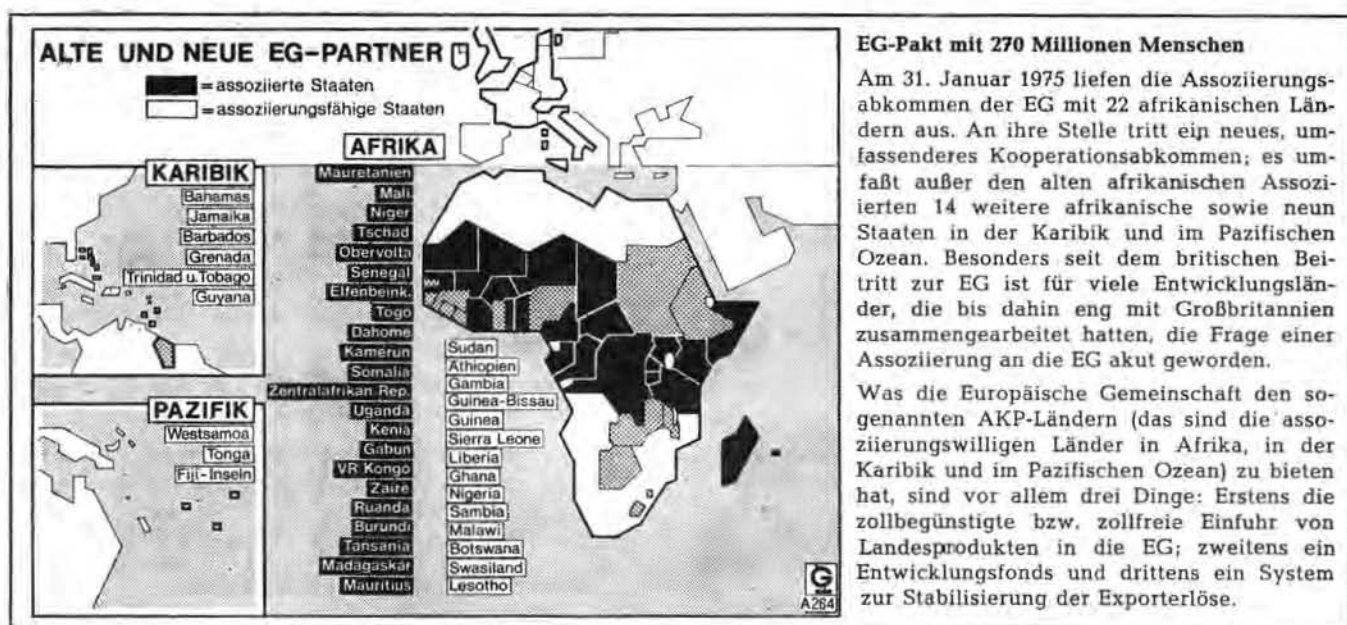 ALTE UND NEUE EG-PARTNER
= assoziierte Staaten
= assoziierungsfähige Staaten
KARIBIK
Bahamas
Jamaika
Barbados
Grenada
Trinidad u. Tobago
Guyana
PAZIFIK
Westsamoa
Tonga
Fiji-Inseln
AFRIKA
Mauretanien
Mali
Niger
Tschad
Obervolta
Senegal
Elfenbeink.
Togo
Dahome
Kamerun
Somalia
Zentralafrikan. Rep.
Uganda
Kenia
Gabun
VR Kongo
Zaire
Ruanda
Burundi
Tansania
Madagaskar
Mauritius
Sudan
Äthiopien
Gambia
Guinea-Bissau
Guinea
Sierra Leone
Liberia
Ghana
Nigeria
Sambia
Malawi
Botswana
Swasiland
Lesotho
G
A264
EG-Pakt mit 270 Millionen Menschen
Am 31. Januar 1975 liefen die Assoziierungs-
abkommen der EG mit 22 afrikanischen Län-
dern aus. An ihre Stelle tritt ein neues, um-
fassenderes Kooperationsabkommen; es um-
faßt außer den alten afrikanischen Assozi-
ierten 14 weitere afrikanische sowie neun
Staaten in der Karibik und im Pazifischen
Ozean. Besonders seit dem britischen Bei-
tritt zur EG ist für viele Entwicklungslän-
der, die bis dahin eng mit Großbritannien
zusammengearbeitet hatten, die Frage einer
Assoziierung an die EG akut geworden.
Was die Europäische Gemeinschaft den so-
genannten AKP-Ländern (das sind die asso-
ziierungswilligen Länder in Afrika, in der
Karibik und im Pazifischen Ozean) zu bieten
hat, sind vor allem drei Dinge: Erstens die
zollbegünstigte bzw. zollfreie Einfuhr von
Landesprodukten in die EG; zweitens ein
Entwicklungsfonds und drittens ein System
zur Stabilisierung der Exporterlöse.